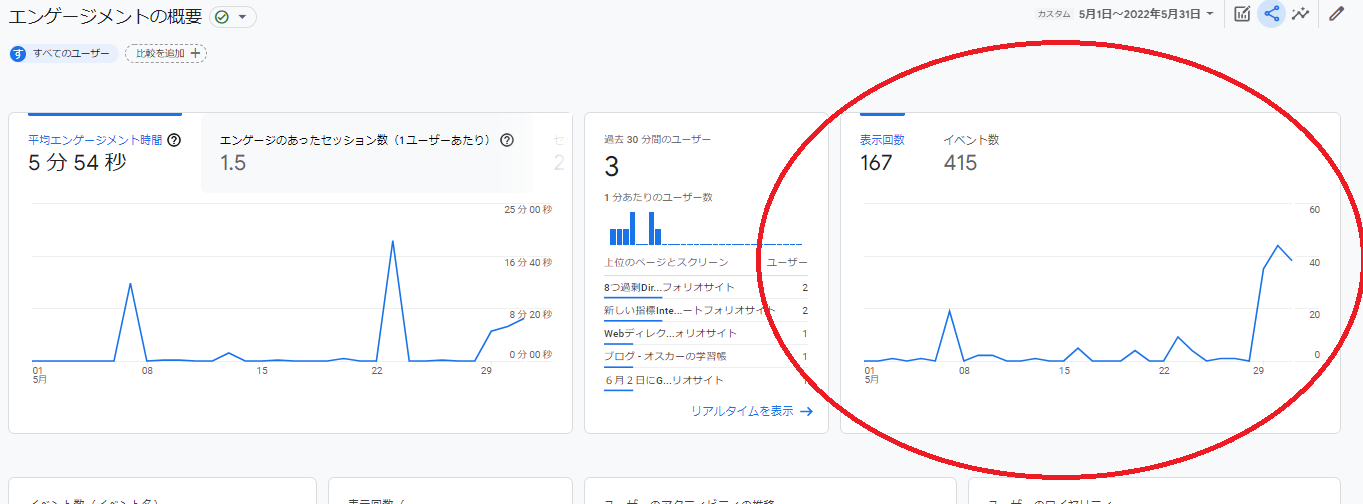 エンゲージメントの概要
カスタム 5月1日～2022年5月31日
す すべてのユーザー 比較を追加 +
平均エンゲージメント時間
5 分 54 秒
エンゲージのあったセッション数（1 ユーザーあたり）
1.5
セ
2
25 分 00 秒
16 分 40 秒
8 分 20 秒
0 分 00 秒
01
5月
08
15
22
29
過去 30 分間のユーザー
3
1 分あたりのユーザー数
上位のページとスクリーン ユーザー
8つ過剰Dir...フォリオサイト 2
新しい指標Inte...ートフォリオサイト 2
Webディレク...ォリオサイト 1
ブログ - オスカーの学習帳 1
６月２日にG...リオサイト
リアルタイムを表示 →
表示回数
167
イベント数
415
60
40
20
0
01
5月
08
15
22
29
イベント数（イベント名）
表示回数（
ユーザーのアクティビティの推移
ユーザーのロイヤリティ